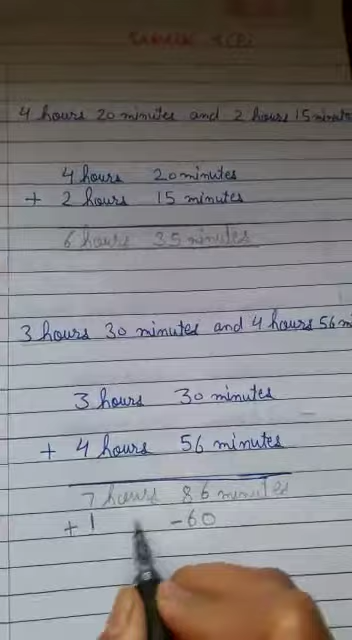 4 hours 20 minutes and 2 hours 15 minute
4 hours 20 minutes
+ 2 hours 15 minutes
6 hours 35 minutes
3 hours 30 minutes and 4 hours 56 mi
3 hours 30 minutes
+ 4 hours 56 minutes
7 hours 86 minutes
+1 -60